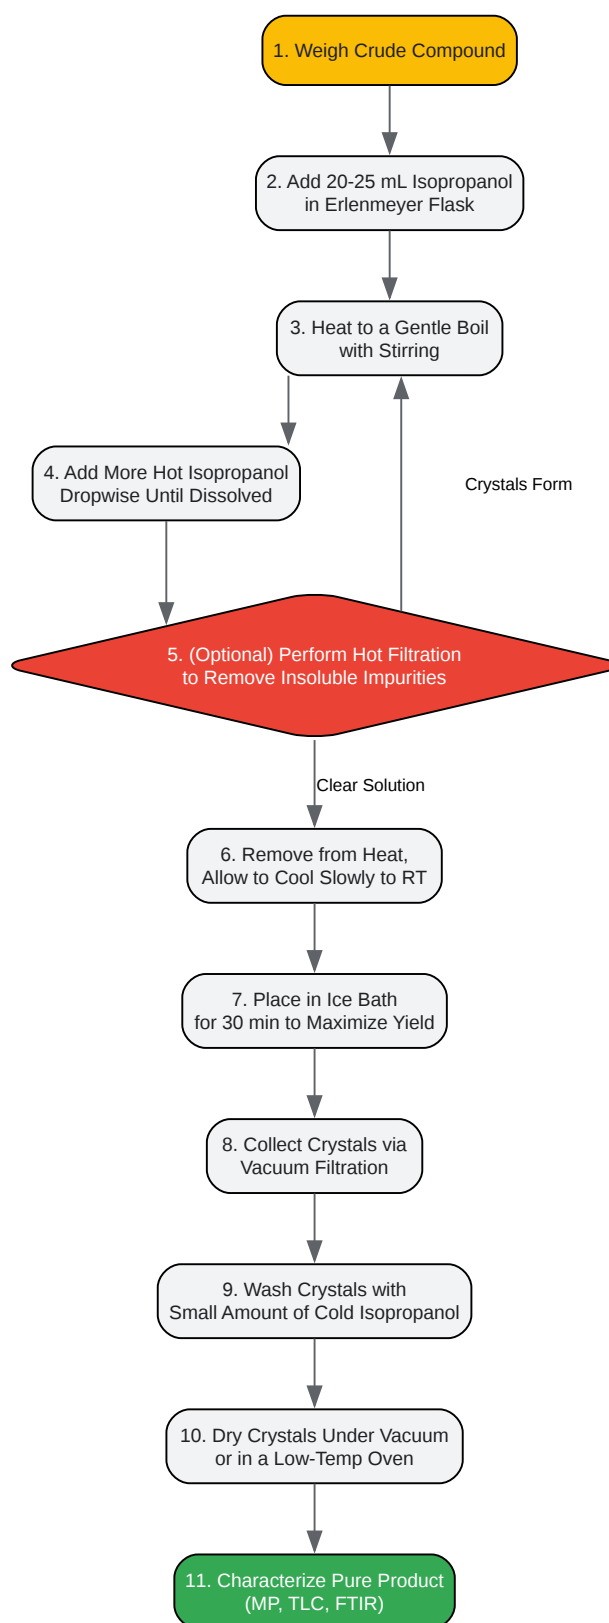 1. Weigh Crude Compound
2. Add 20-25 mL Isopropanol
in Erlenmeyer Flask
3. Heat to a Gentle Boil
with Stirring
4. Add More Hot Isopropanol
Dropwise Until Dissolved
Crystals Form
5. (Optional) Perform Hot Filtration
to Remove Insoluble Impurities
Clear Solution
6. Remove from Heat,
Allow to Cool Slowly to RT
7. Place in Ice Bath
for 30 min to Maximize Yield
8. Collect Crystals via
Vacuum Filtration
9. Wash Crystals with
Small Amount of Cold Isopropanol
10. Dry Crystals Under Vacuum
or in a Low-Temp Oven
11. Characterize Pure Product
(MP, TLC, FTIR)